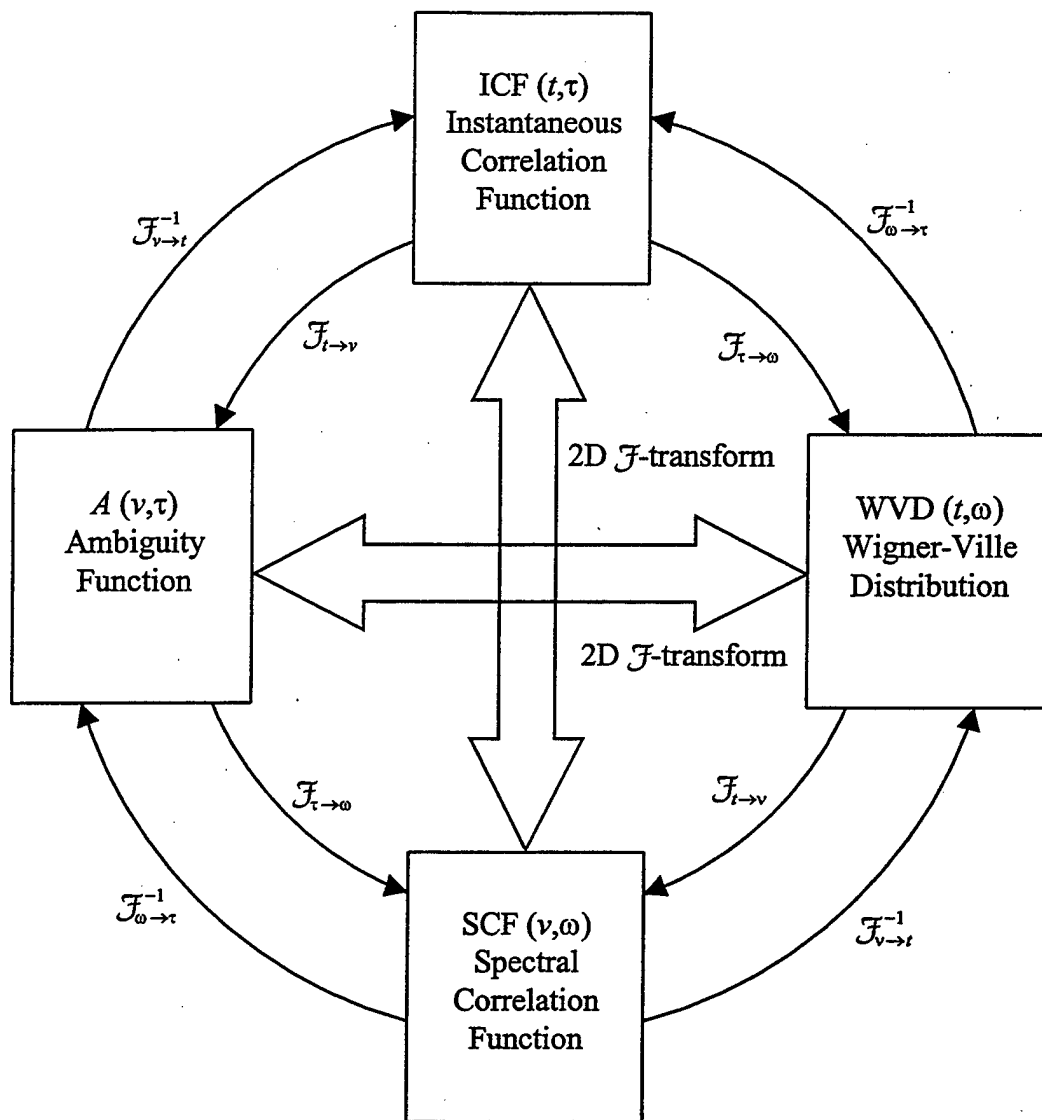 ICF (t,τ)
Instantaneous
Correlation
Function
ℱ⁻¹ν→t
ℱ⁻¹ω→τ
ℱt→ν
ℱτ→ω
2D ℱ-transform
A (ν,τ)
Ambiguity
Function
WVD (t,ω)
Wigner-Ville
Distribution
2D ℱ-transform
ℱτ→ω
ℱt→ν
ℱ⁻¹ω→τ
ℱ⁻¹ν→t
SCF (ν,ω)
Spectral
Correlation
Function